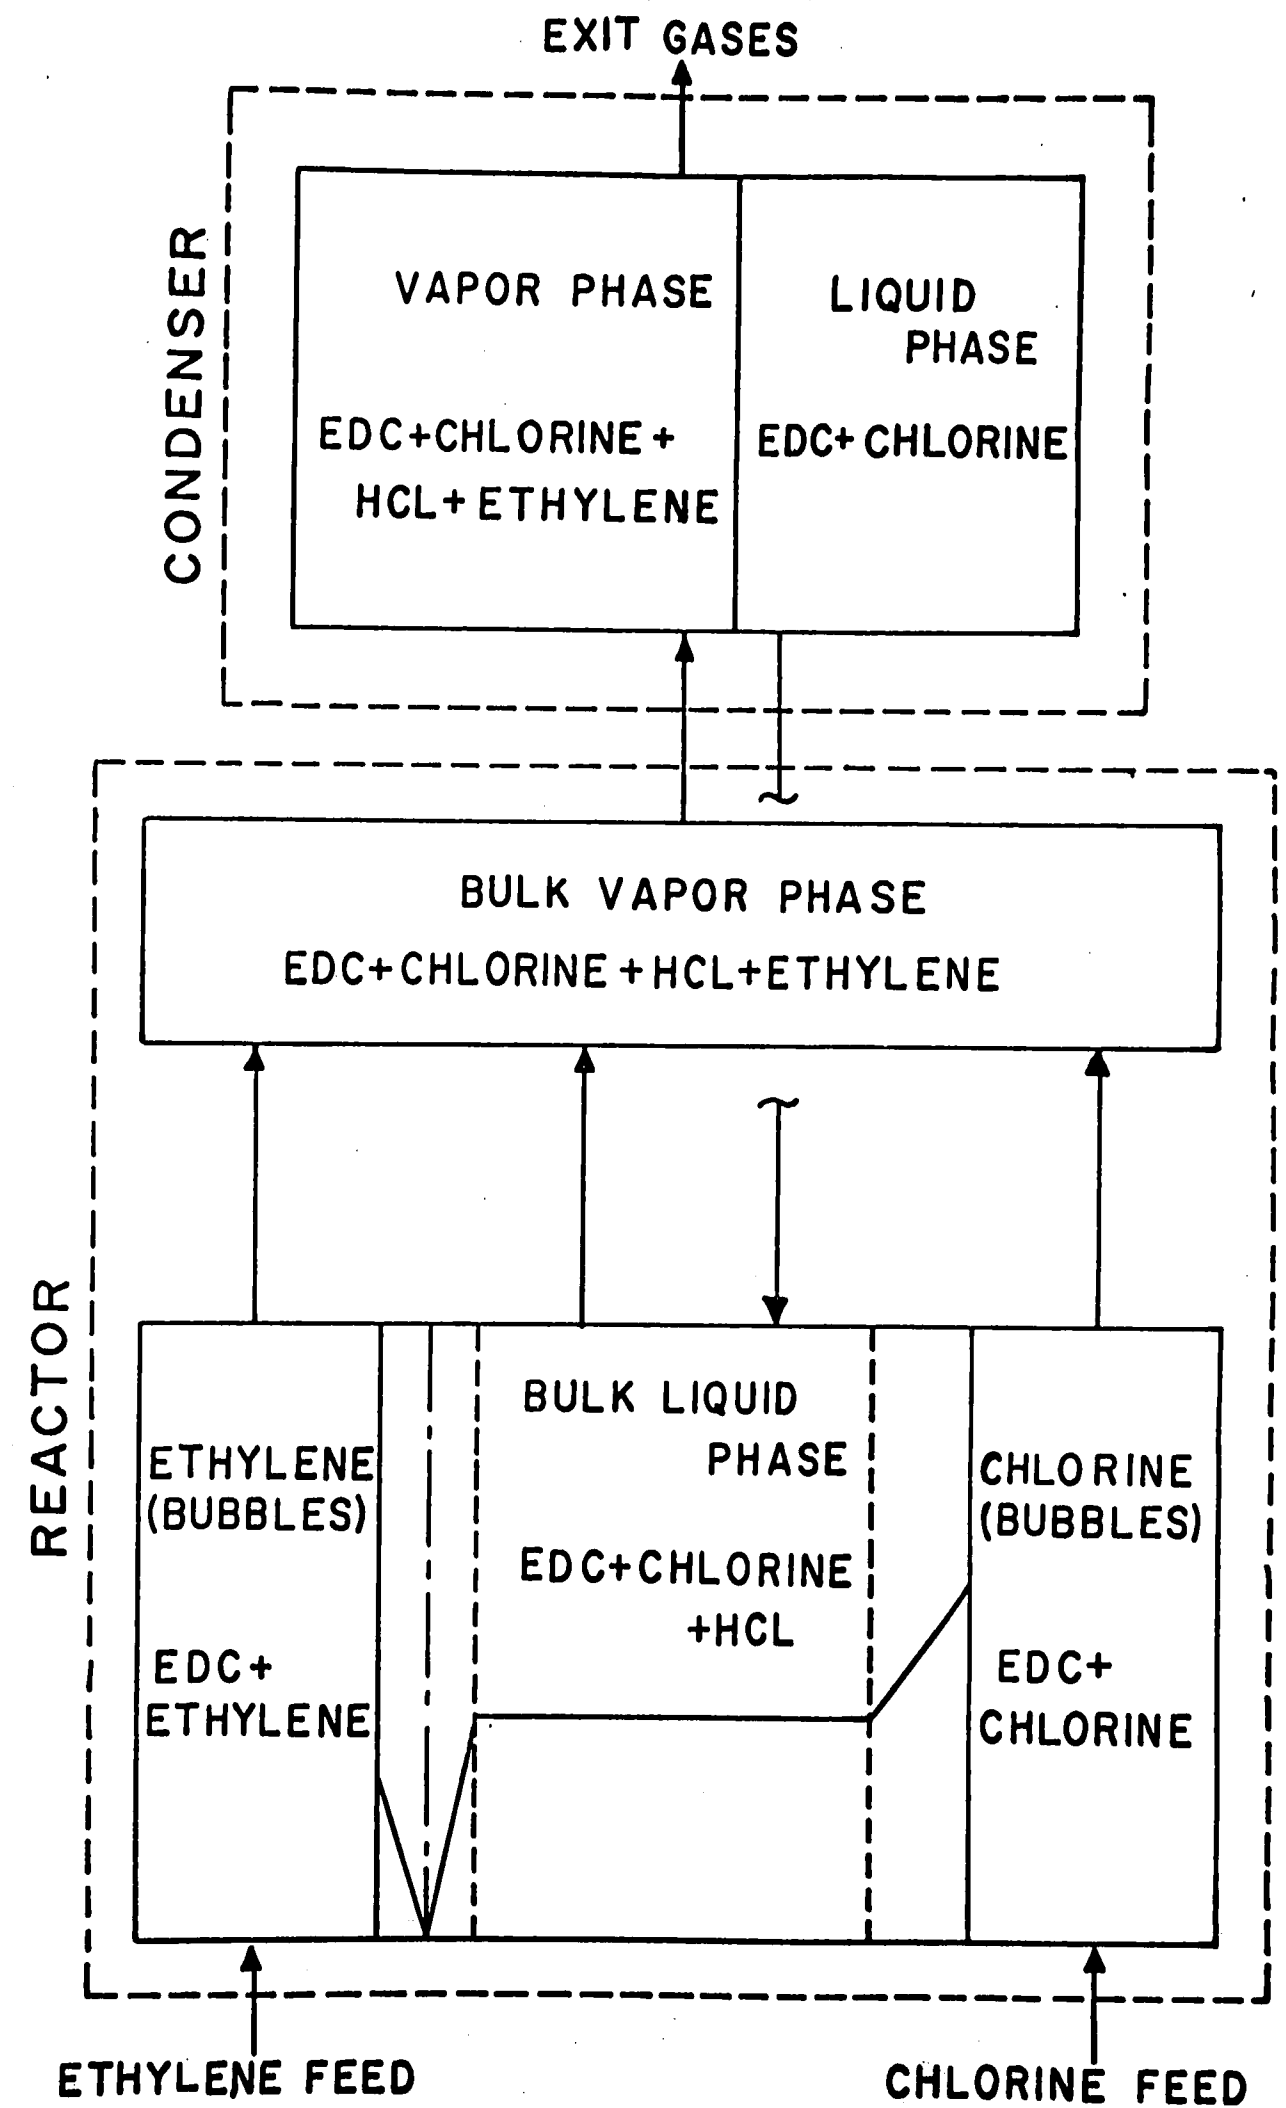 EXIT GASES
CONDENSER
VAPOR PHASE
EDC+CHLORINE+
HCL+ETHYLENE
LIQUID
PHASE
EDC+CHLORINE
REACTOR
BULK VAPOR PHASE
EDC+CHLORINE+HCL+ETHYLENE
ETHYLENE
(BUBBLES)
EDC+
ETHYLENE
BULK LIQUID
PHASE
EDC+CHLORINE
+HCL
CHLORINE
(BUBBLES)
EDC+
CHLORINE
ETHYLENE FEED
CHLORINE FEED